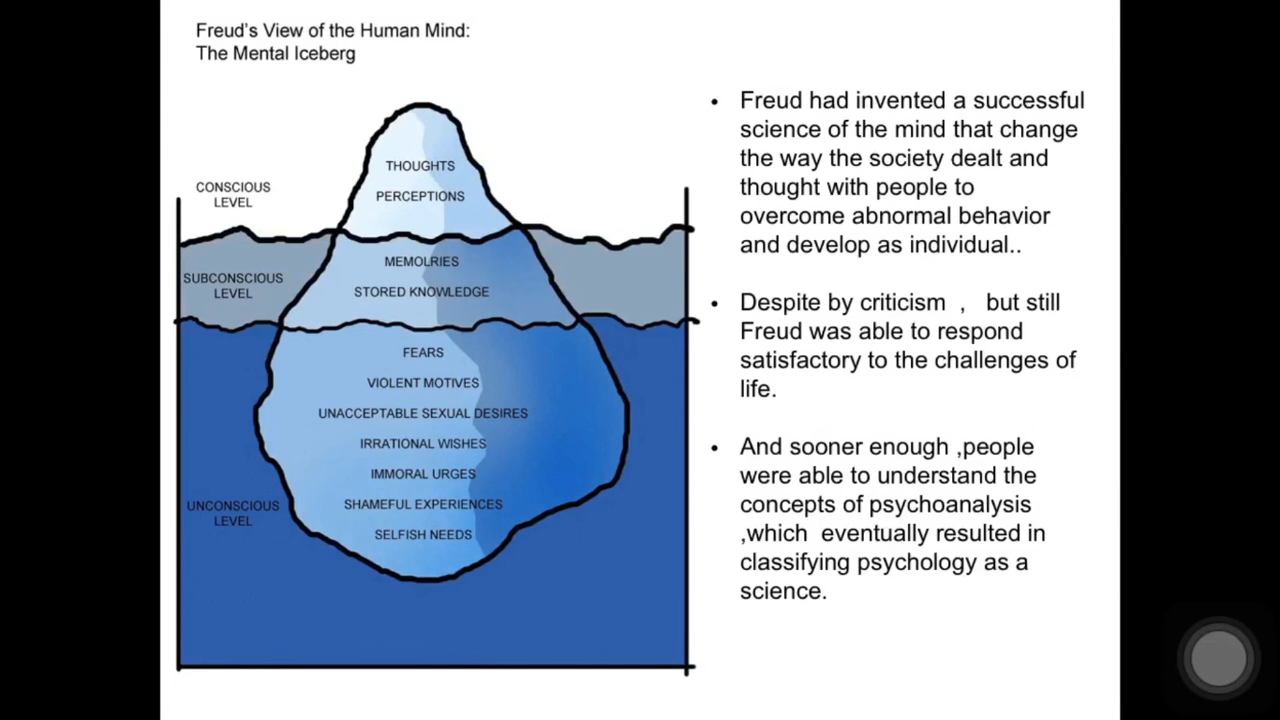 Freud's View of the Human Mind:
The Mental Iceberg
CONSCIOUS
LEVEL
THOUGHTS
PERCEPTIONS
SUBCONSCIOUS
LEVEL
MEMOLRIES
STORED KNOWLEDGE
UNCONSCIOUS
LEVEL
FEARS
VIOLENT MOTIVES
UNACCEPTABLE SEXUAL DESIRES
IRRATIONAL WISHES
IMMORAL URGES
SHAMEFUL EXPERIENCES
SELFISH NEEDS
• Freud had invented a successful
science of the mind that change
the way the society dealt and
thought with people to
overcome abnormal behavior
and develop as individual..
• Despite by criticism , but still
Freud was able to respond
satisfactory to the challenges of
life.
• And sooner enough ,people
were able to understand the
concepts of psychoanalysis
,which eventually resulted in
classifying psychology as a
science.